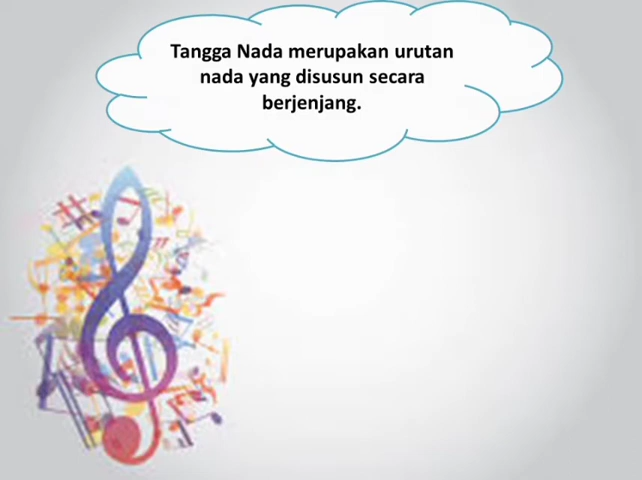 Tangga Nada merupakan urutan
nada yang disusun secara
berjenjang.